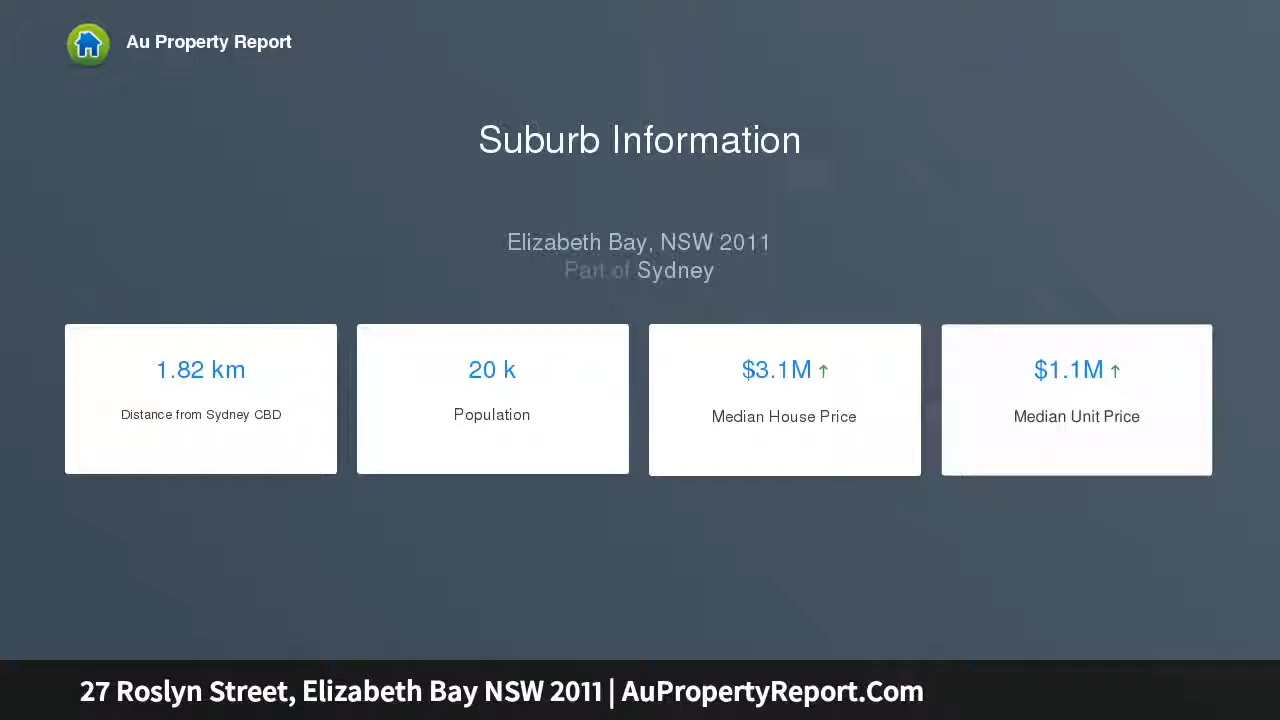 Au Property Report
Suburb Information
Elizabeth Bay, NSW 2011
Part of Sydney
1.82 km
Distance from Sydney CBD
20 k
Population
$3.1M ↑
Median House Price
$1.1M ↑
Median Unit Price
27 Roslyn Street, Elizabeth Bay NSW 2011 | AuPropertyReport.Com